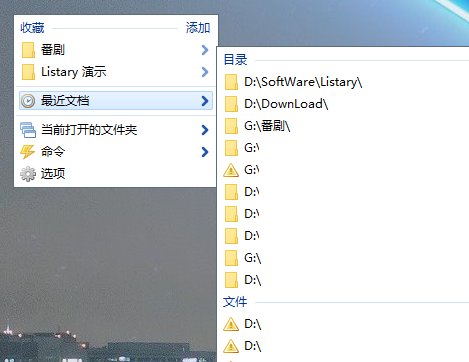 收藏 添加
番剧
Listary 演示
最近文档
当前打开的文件夹
命令
选项
目录
D:\SoftWare\Listary\
D:\DownLoad\
G:\番剧\
G:\
G:\
D:\
D:\
D:\
G:\
D:\
文件
D:\
D:\